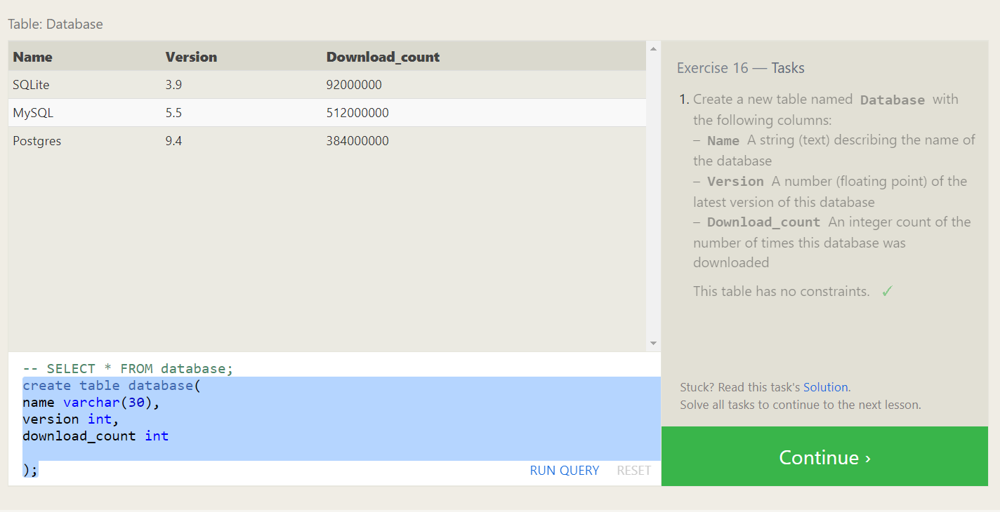 Table: Database
Name Version Download_count
SQLite 3.9 92000000
MySQL 5.5 512000000
Postgres 9.4 384000000
-- SELECT * FROM database;
create table database(
name varchar(30),
version int,
download_count int
);
RUN QUERY RESET
Exercise 16 — Tasks
1. Create a new table named Database with
the following columns:
– Name A string (text) describing the name of
the database
– Version A number (floating point) of the
latest version of this database
– Download_count An integer count of the
number of times this database was
downloaded
This table has no constraints. ✓
Stuck? Read this task's Solution.
Solve all tasks to continue to the next lesson.
Continue ›